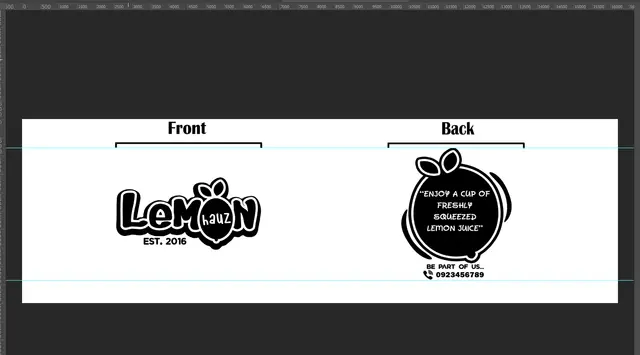 Front
Back
LeMON
hauz
EST. 2016
"ENJOY A CUP OF
FRESHLY
SQUEEZED
LEMON JUICE"
BE PART OF US...
0923456789